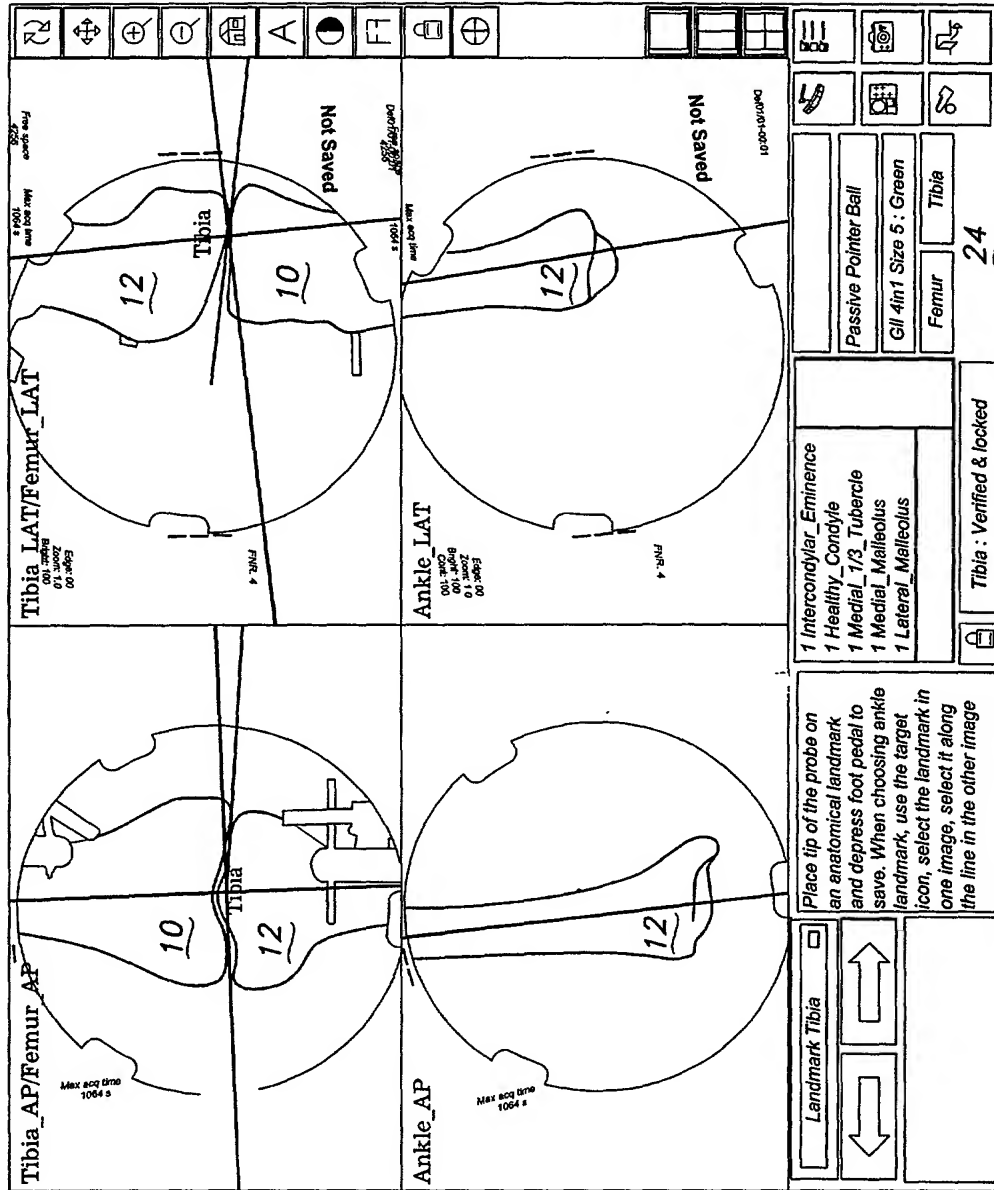 Tibia_AP/Femur_AP
Max acq time
1064 s
10
12
Tibia
Tibia_LAT/Femur_LAT
Edge: 00
Zoom: 1.0
Bright: 100
FNR. 4
Free space
4256
Max acq time
1064 s
12
10
Tibia
Not Saved
Ankle_AP
Max acq time
1064 s
12
Ankle_LAT
Edge: 00
Zoom: 1.0
Bright: 100
Cont: 100
FNR. 4
Max acq time
1064 s
12
Not Saved
Def/01/01-00:01
A
Landmark Tibia
Place tip of the probe on
an anatomical landmark
and depress foot pedal to
save. When choosing ankle
landmark, use the target
icon, select the landmark in
one image, select it along
the line in the other image
1 Intercondylar_Eminence
1 Healthy_Condyle
1 Medial_1/3_Tubercle
1 Medial_Malleolus
1 Lateral_Malleolus
Tibia : Verified & locked
Passive Pointer Ball
GII 4in1 Size 5 : Green
Femur
Tibia
24